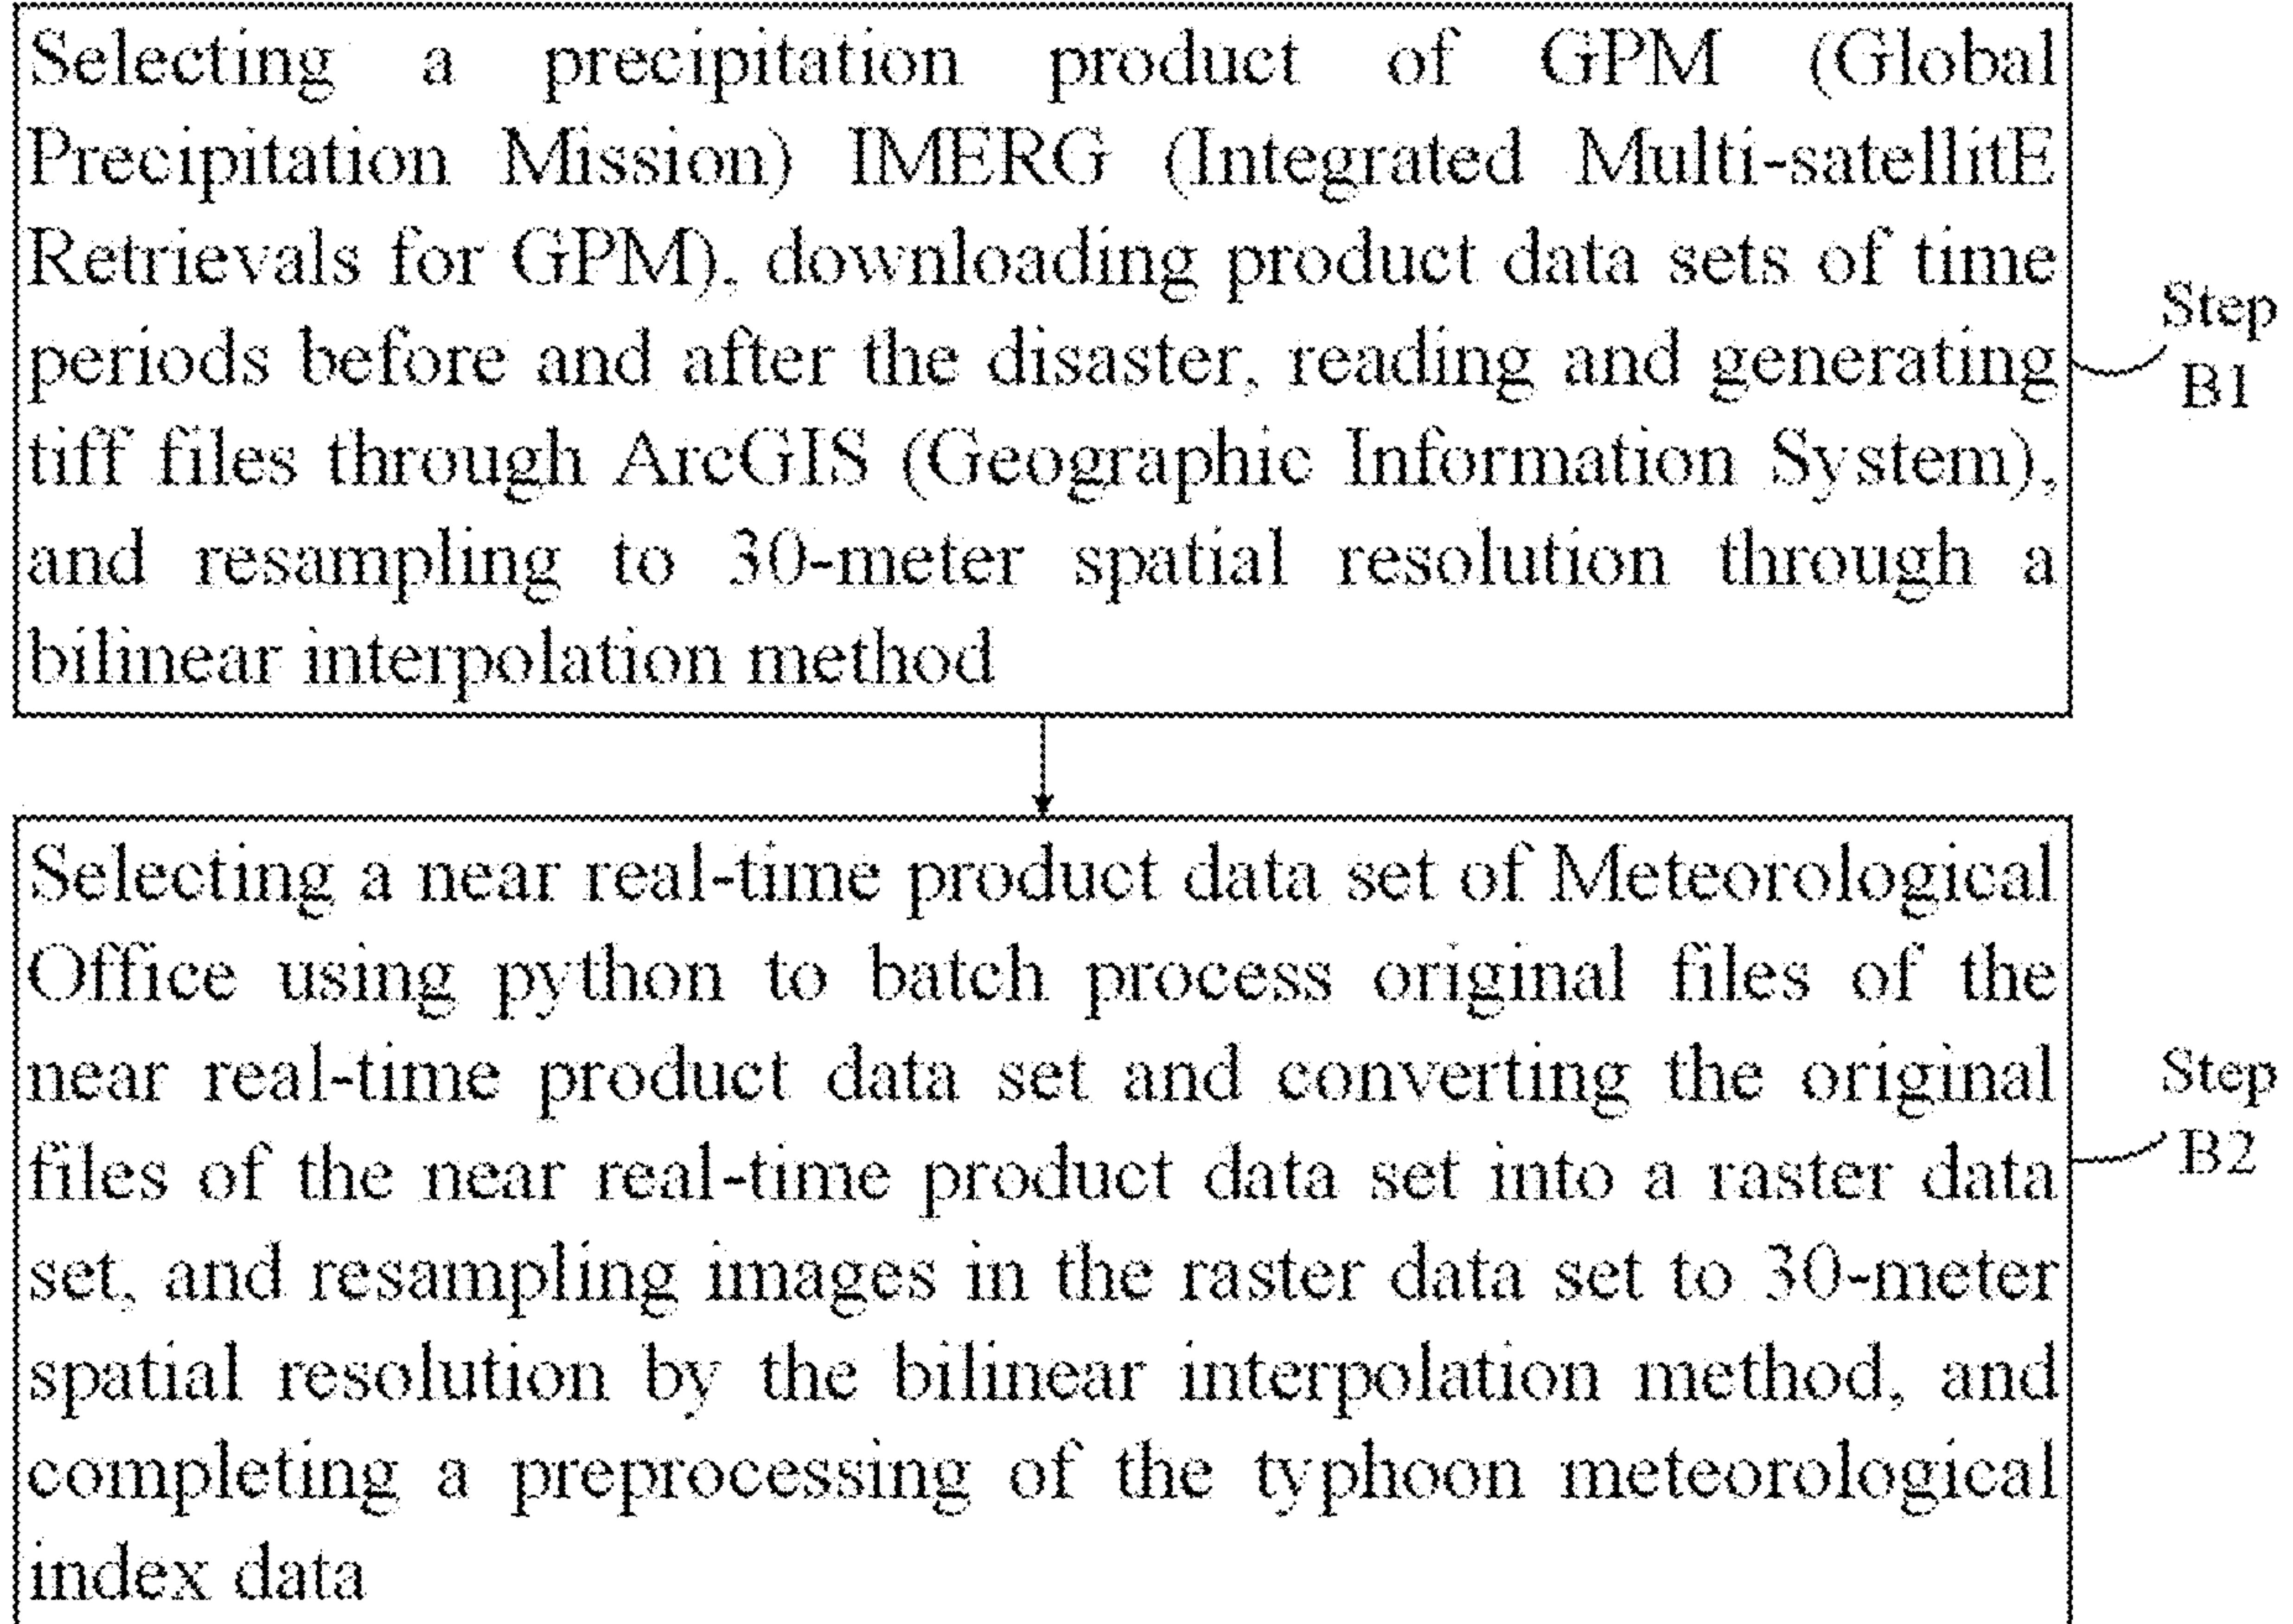 Selecting a precipitation product of GPM (Global
Precipitation Mission) IMERG (Integrated Multi-satellitE
Retrievals for GPM), downloading product data sets of time
periods before and after the disaster, reading and generating
tiff files through ArcGIS (Geographic Information System),
and resampling to 30-meter spatial resolution through a
bilinear interpolation method
Step
B1
Selecting a near real-time product data set of Meteorological
Office using python to batch process original files of the
near real-time product data set and converting the original
files of the near real-time product data set into a raster data
set, and resampling images in the raster data set to 30-meter
spatial resolution by the bilinear interpolation method, and
completing a preprocessing of the typhoon meteorological
index data
Step
B2